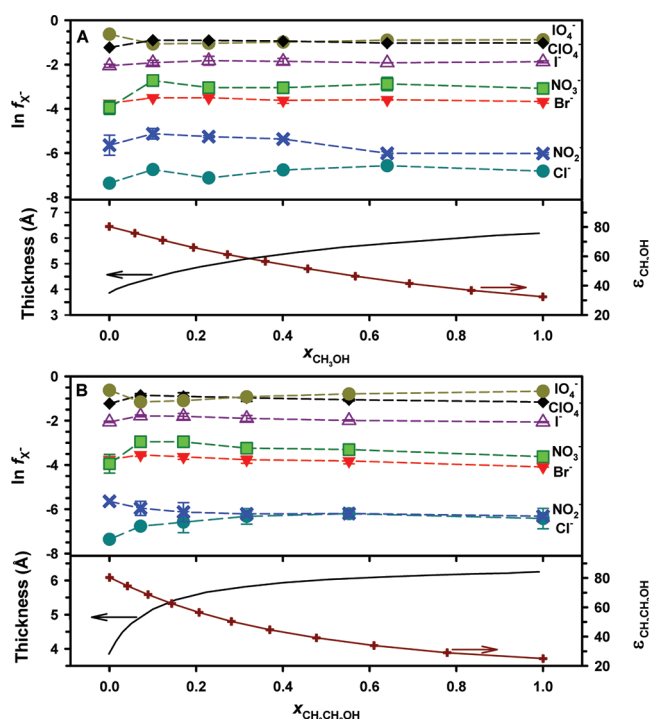 A
ln fX-
0
-2
-4
-6
-8
IO4-
ClO4-
I-
NO3-
Br-
NO2-
Cl-
Thickness (Å)
7
6
5
4
3
80
60
40
20
εCH3OH
0.0 0.2 0.4 0.6 0.8 1.0
xCH3OH
B
ln fX-
0
-2
-4
-6
-8
IO4-
ClO4-
I-
NO3-
Br-
NO2-
Cl-
Thickness (Å)
6
5
4
80
60
40
20
εCH3CH2OH
0.0 0.2 0.4 0.6 0.8 1.0
xCH3CH2OH